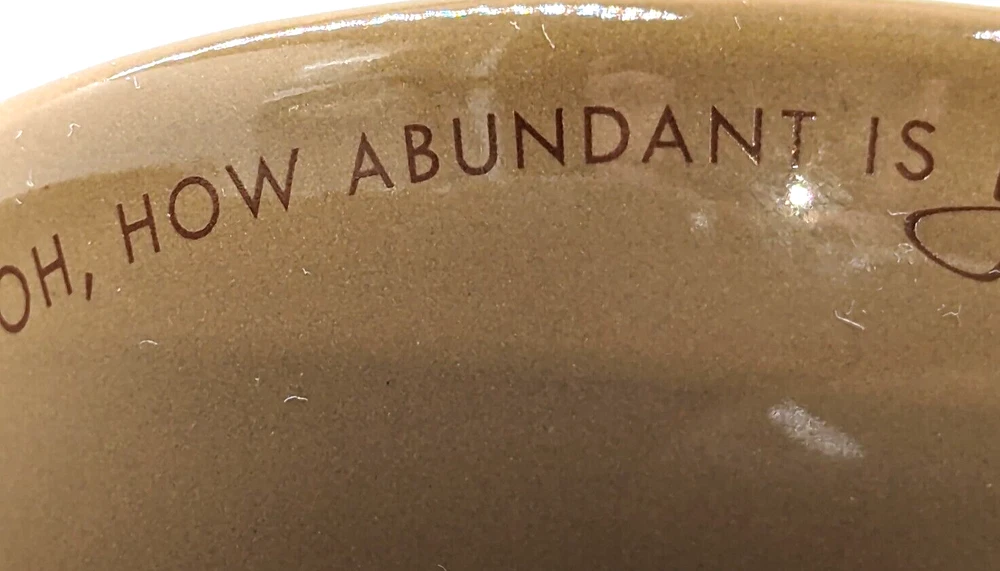 OH, HOW ABUNDANT IS